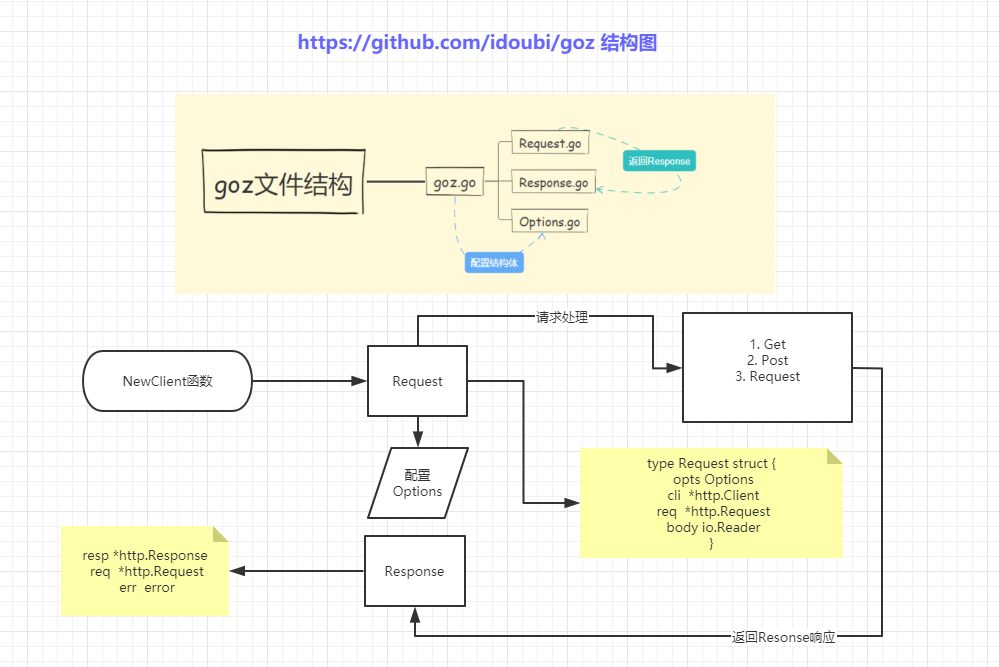 https://github.com/idoubi/goz 结构图
goz文件结构
goz.go
Request.go
返回Response
Response.go
Options.go
配置结构体
请求处理
NewClient函数
Request
1. Get
2. Post
3. Request
配置
Options
type Request struct {
opts Options
cli *http.Client
req *http.Request
body io.Reader
}
resp *http.Response
req *http.Request
err error
Response
返回Resonse响应